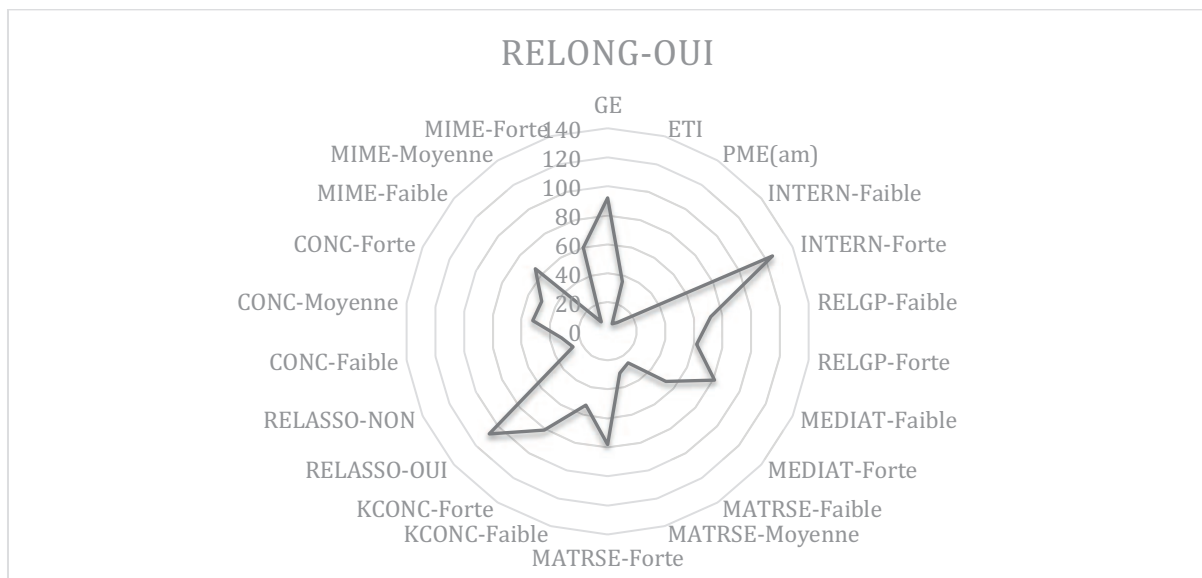 RELONG-OUI
GE
ETI
PME(am)
INTERN-Faible
INTERN-Forte
RELGP-Faible
RELGP-Forte
MEDIAT-Faible
MEDIAT-Forte
MATRSE-Faible
MATRSE-Moyenne
MATRSE-Forte
KCONC-Faible
KCONC-Forte
RELASSO-OUI
RELASSO-NON
CONC-Faible
CONC-Moyenne
CONC-Forte
MIME-Faible
MIME-Moyenne
MIME-Forte
140
120
100
80
60
40
20
0